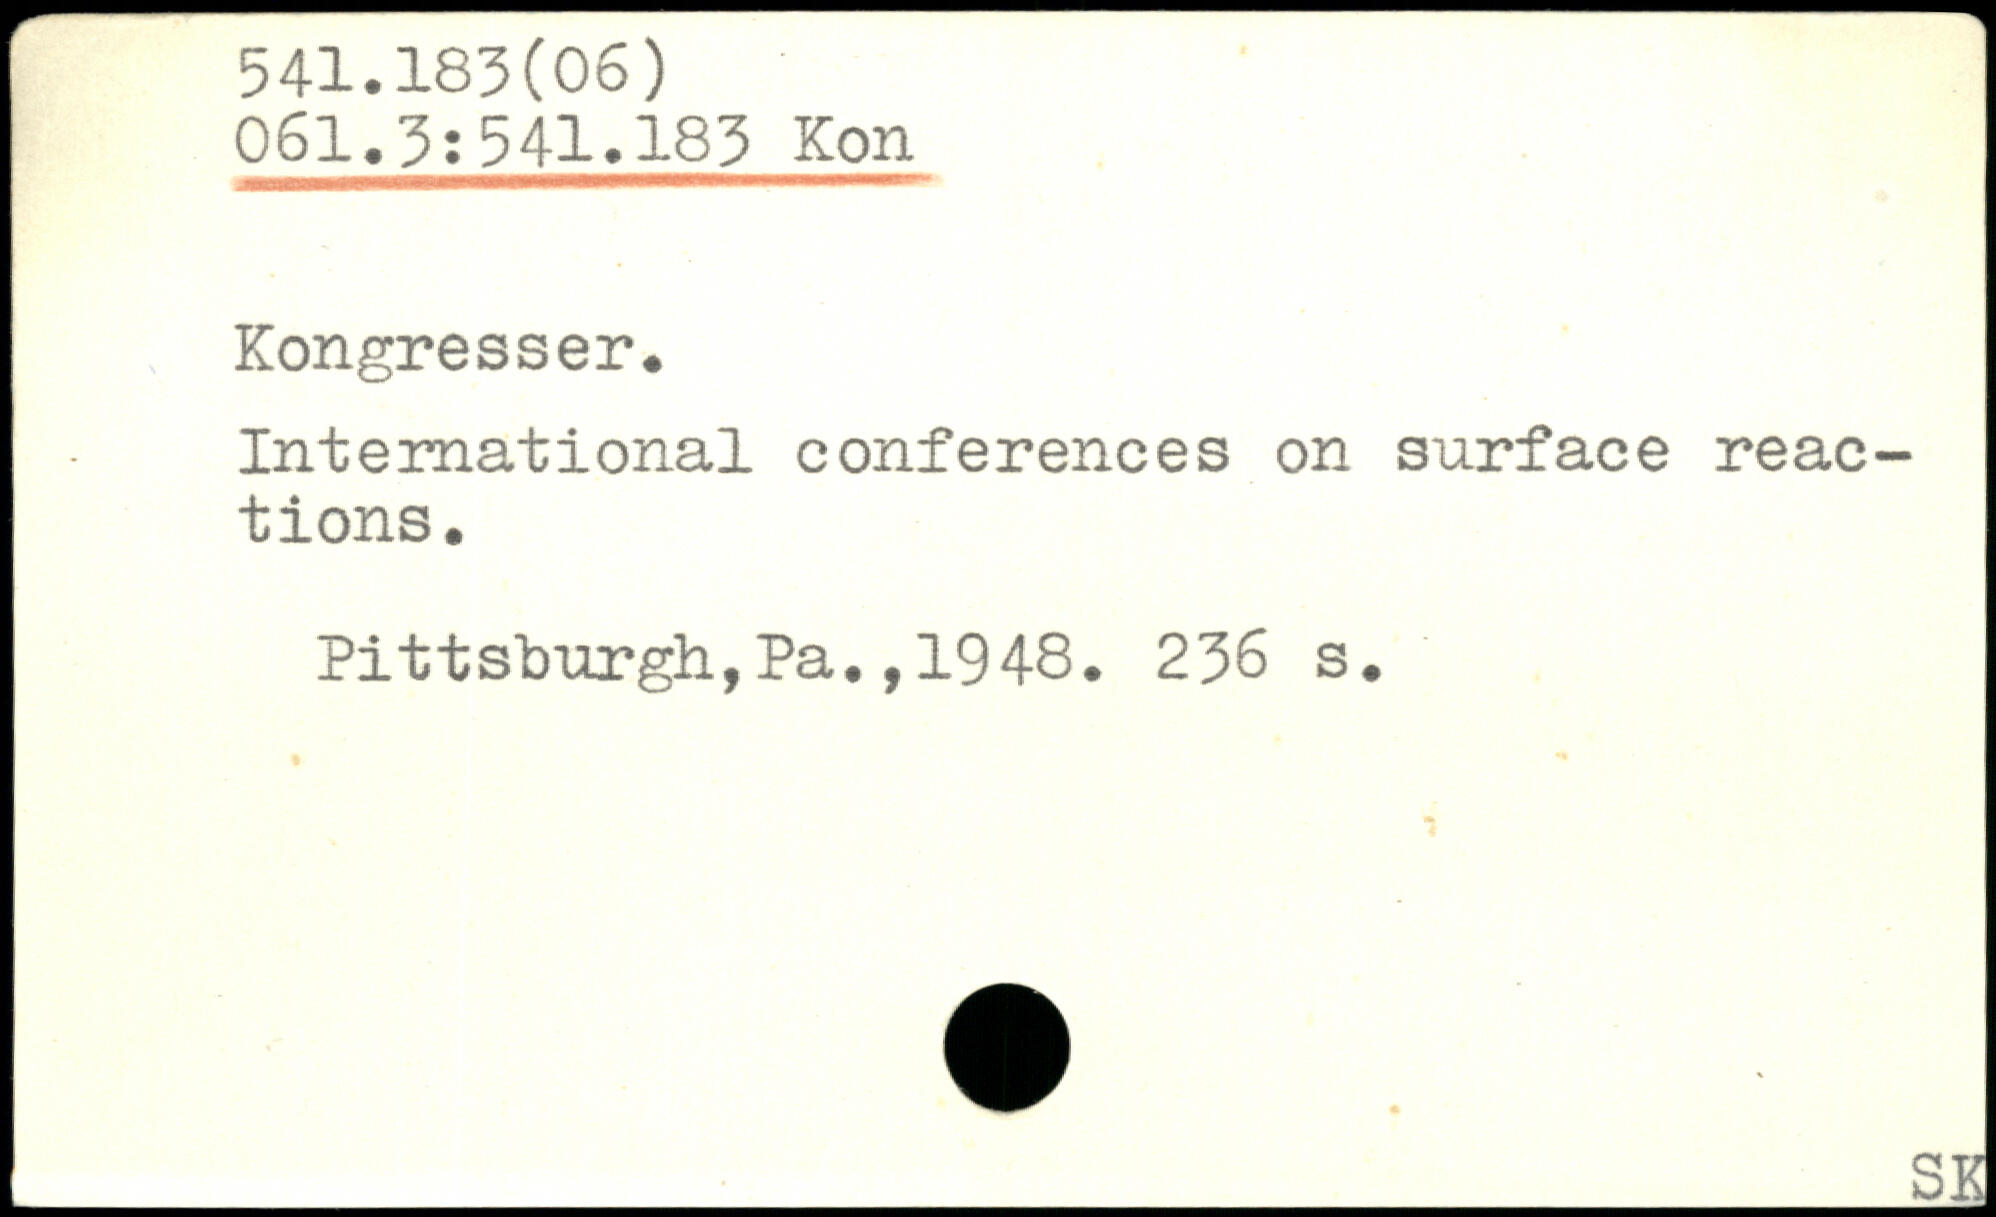 541.183(06)
061.3:541.183 Kon
Kongresser.
International conferences on surface reac-
tions.
Pittsburgh,Pa.,1948. 236 s.
SK